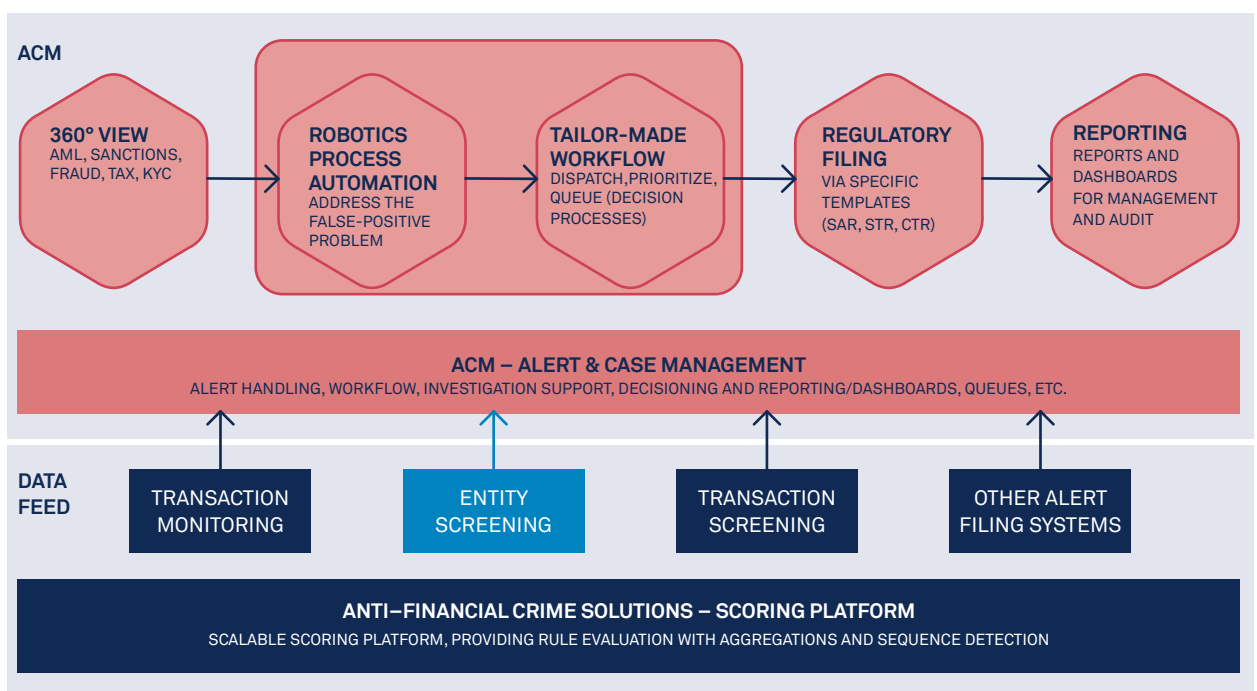 ACM
360° VIEW
AML, SANCTIONS,
FRAUD, TAX, KYC
ROBOTICS
PROCESS
AUTOMATION
ADDRESS THE
FALSE-POSITIVE
PROBLEM
TAILOR-MADE
WORKFLOW
DISPATCH,PRIORITIZE,
QUEUE (DECISION
PROCESSES)
REGULATORY
FILING
VIA SPECIFIC
TEMPLATES
(SAR, STR, CTR)
REPORTING
REPORTS AND
DASHBOARDS
FOR MANAGEMENT
AND AUDIT
ACM – ALERT & CASE MANAGEMENT
ALERT HANDLING, WORKFLOW, INVESTIGATION SUPPORT, DECISIONING AND REPORTING/DASHBOARDS, QUEUES, ETC.
DATA
FEED
TRANSACTION
MONITORING
ENTITY
SCREENING
TRANSACTION
SCREENING
OTHER ALERT
FILING SYSTEMS
ANTI–FINANCIAL CRIME SOLUTIONS – SCORING PLATFORM
SCALABLE SCORING PLATFORM, PROVIDING RULE EVALUATION WITH AGGREGATIONS AND SEQUENCE DETECTION